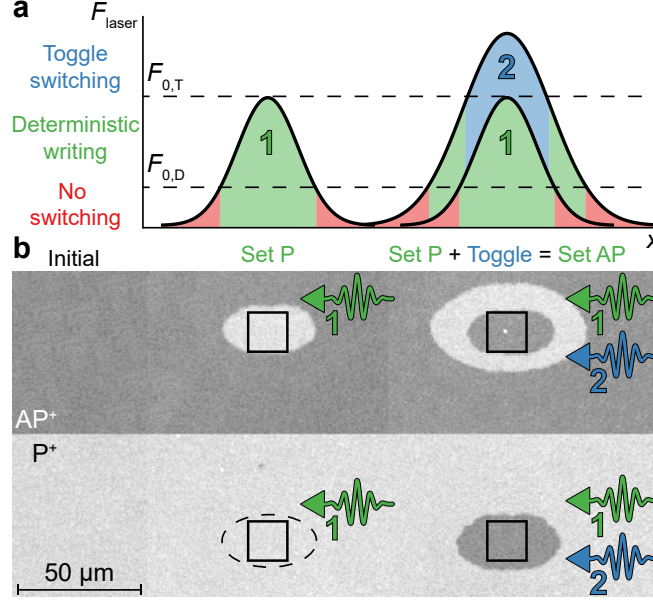 a
F_laser
Toggle switching
F_0,T
2
Deterministic writing
1
1
F_0,D
No switching
x
b
Initial
Set P
Set P + Toggle = Set AP
1
1
2
AP⁺
P⁺
1
1
2
50 µm